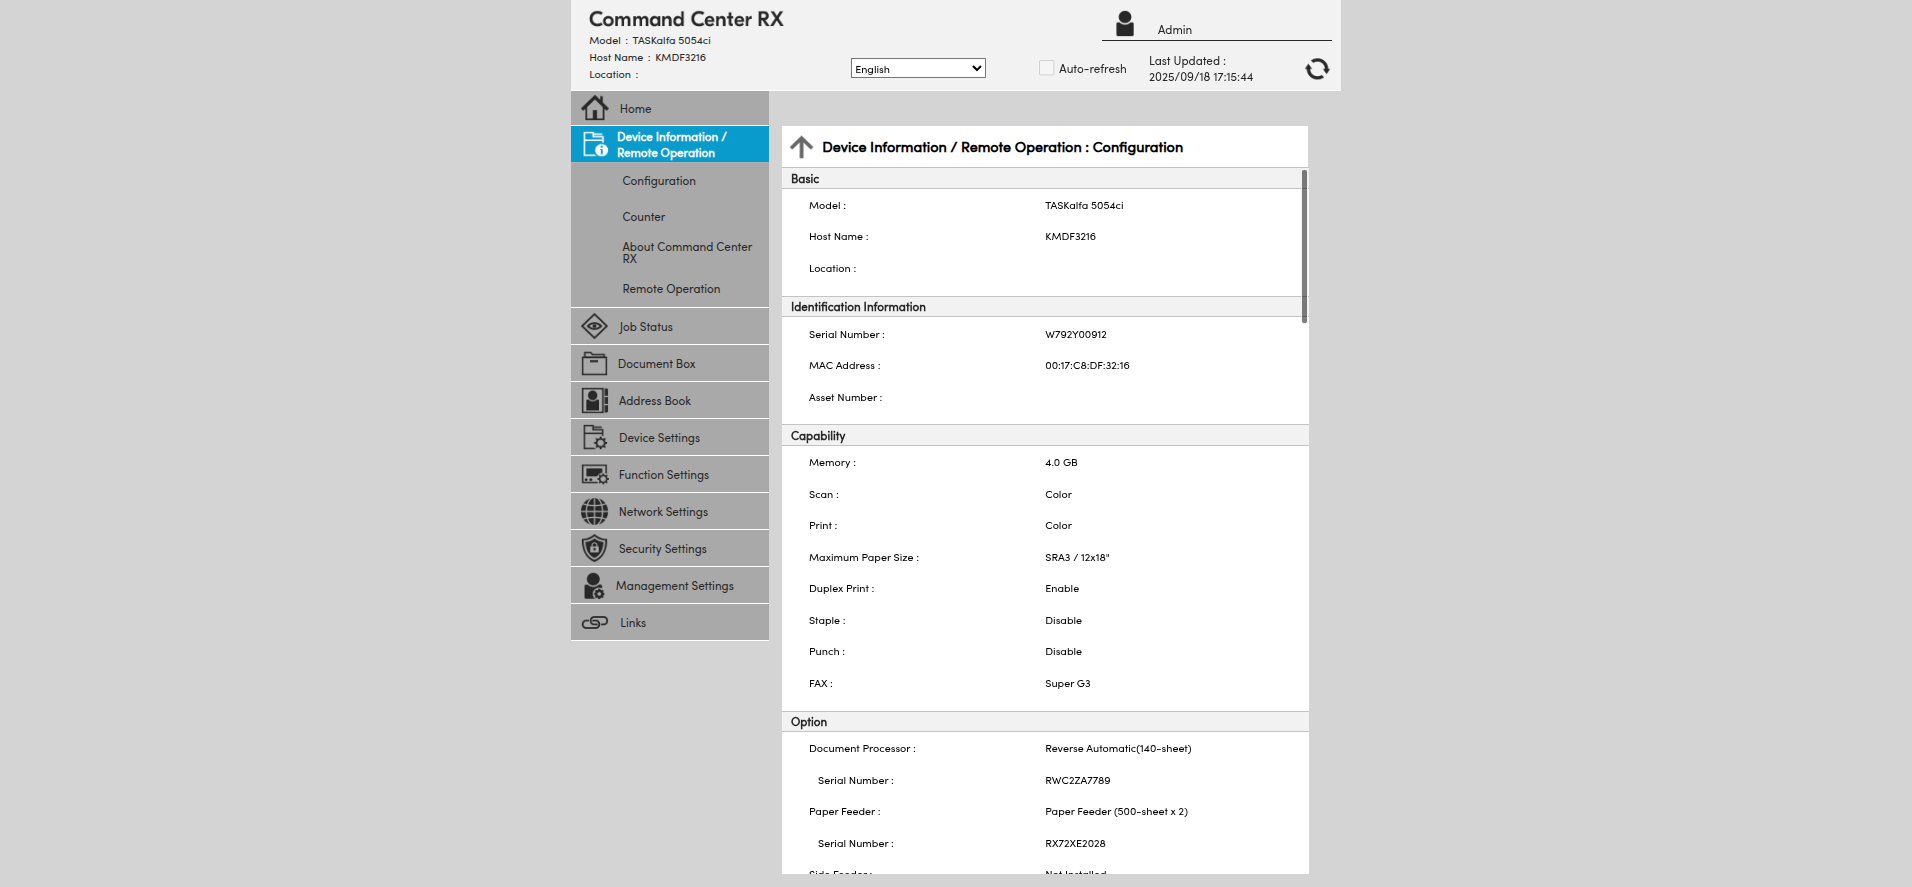 Command Center RX
Model : TASKalfa 5054ci
Host Name : KMDF3216
Location :
English
Admin
Auto-refresh
Last Updated :
2025/09/18 17:15:44
Home
Device Information /
Remote Operation
Configuration
Counter
About Command Center
RX
Remote Operation
Job Status
Document Box
Address Book
Device Settings
Function Settings
Network Settings
Security Settings
Management Settings
Links
Device Information / Remote Operation : Configuration
Basic
Model : TASKalfa 5054ci
Host Name : KMDF3216
Location :
Identification Information
Serial Number : W792Y00912
MAC Address : 00:17:C8:DF:32:16
Asset Number :
Capability
Memory : 4.0 GB
Scan : Color
Print : Color
Maximum Paper Size : SRA3 / 12x18"
Duplex Print : Enable
Staple : Disable
Punch : Disable
FAX : Super G3
Option
Document Processor : Reverse Automatic(140-sheet)
Serial Number : RWC2ZA7789
Paper Feeder : Paper Feeder (500-sheet x 2)
Serial Number : RX72XE2028
Side Feeder : Not Installed